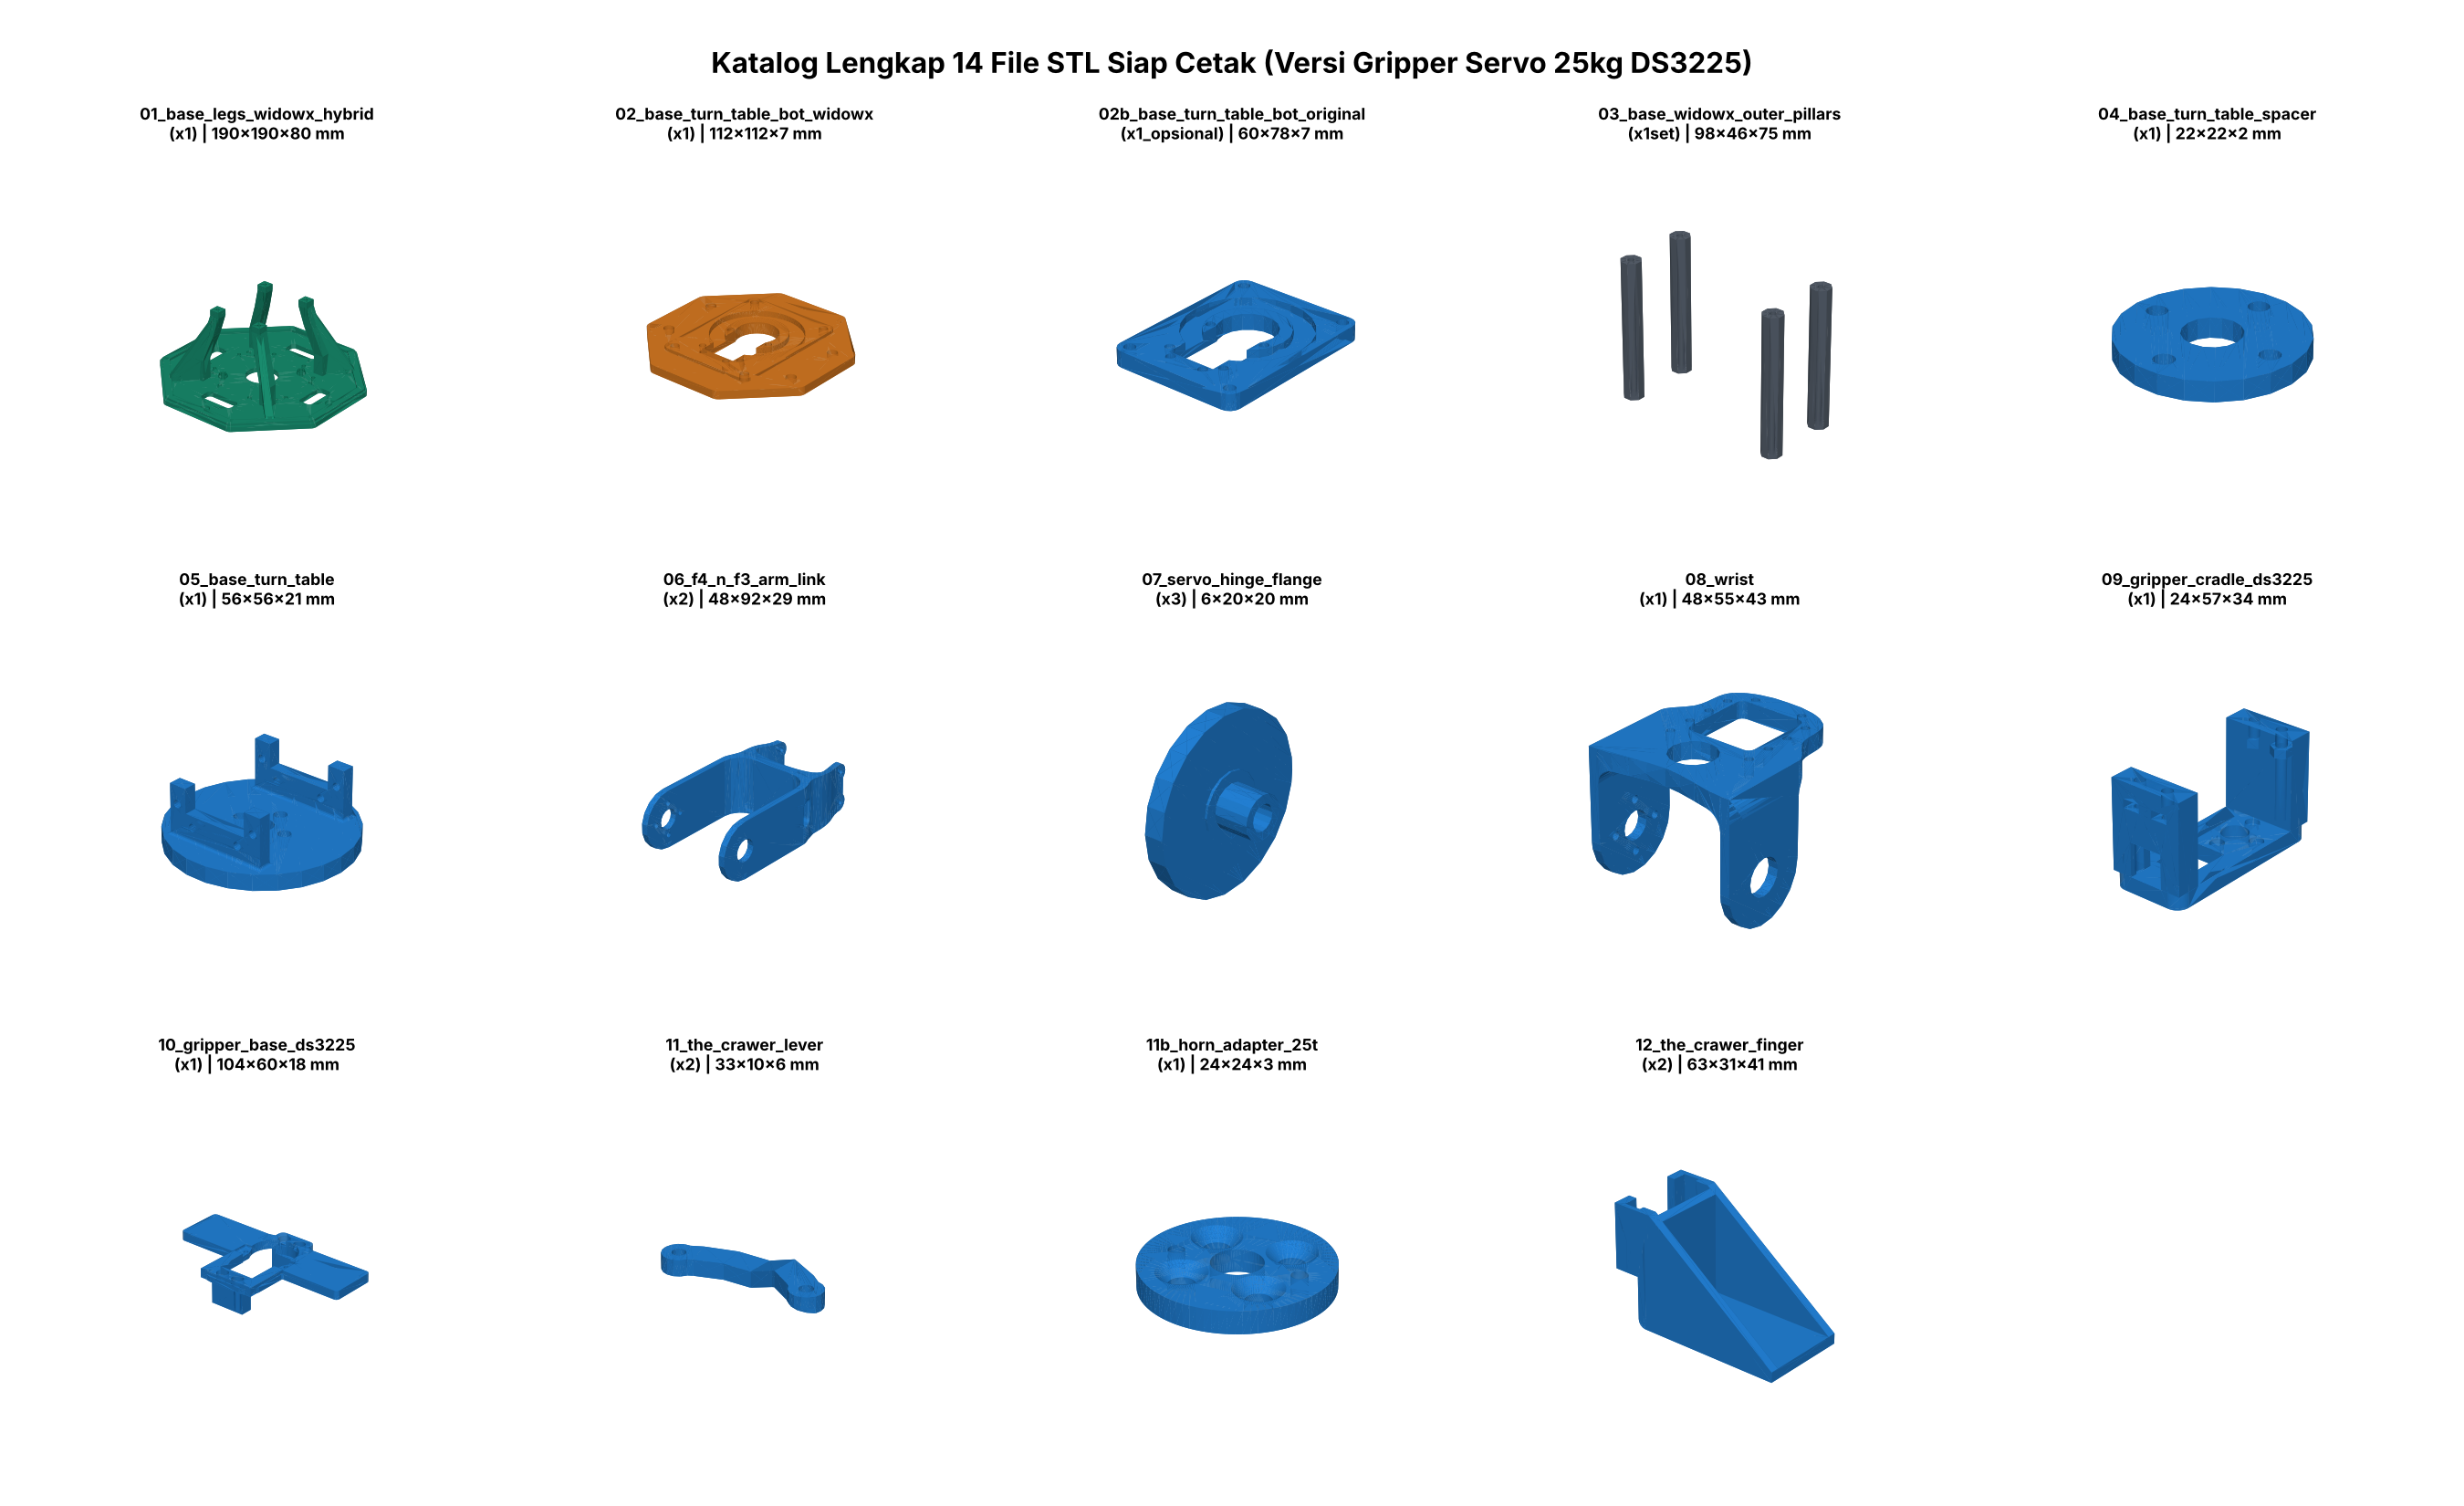 Katalog Lengkap 14 File STL Siap Cetak (Versi Gripper Servo 25kg DS3225)
01_base_legs_widowx_hybrid
(x1) | 190×190×80 mm
02_base_turn_table_bot_widowx
(x1) | 112×112×7 mm
02b_base_turn_table_bot_original
(x1_opsional) | 60×78×7 mm
03_base_widowx_outer_pillars
(x1set) | 98×46×75 mm
04_base_turn_table_spacer
(x1) | 22×22×2 mm
05_base_turn_table
(x1) | 56×56×21 mm
06_f4_n_f3_arm_link
(x2) | 48×92×29 mm
07_servo_hinge_flange
(x3) | 6×20×20 mm
08_wrist
(x1) | 48×55×43 mm
09_gripper_cradle_ds3225
(x1) | 24×57×34 mm
10_gripper_base_ds3225
(x1) | 104×60×18 mm
11_the_crawer_lever
(x2) | 33×10×6 mm
11b_horn_adapter_25t
(x1) | 24×24×3 mm
12_the_crawer_finger
(x2) | 63×31×41 mm